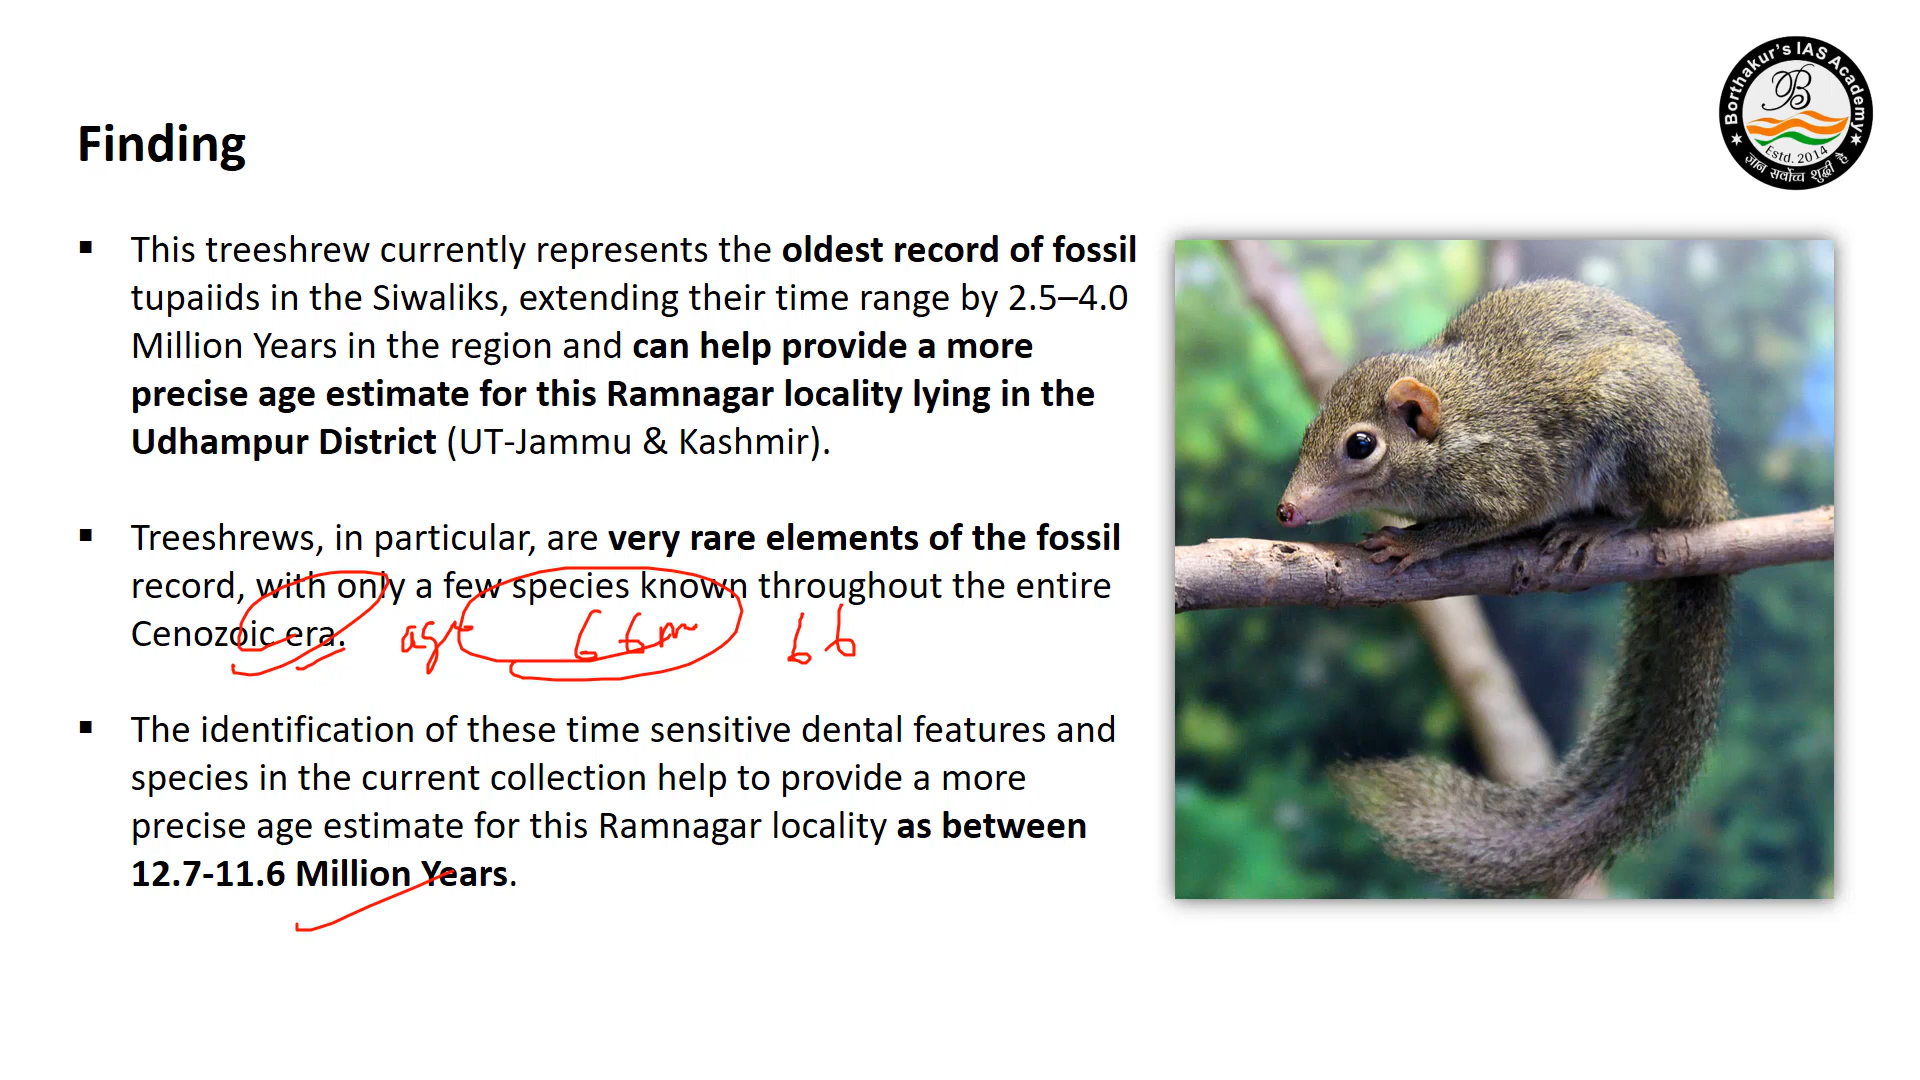 Borthakur's IAS Academy
B
Estd. 2014
ज्ञान सर्वोच्च शुद्धी है
Finding
▪ This treeshrew currently represents the oldest record of fossil
tupaiids in the Siwaliks, extending their time range by 2.5–4.0
Million Years in the region and can help provide a more
precise age estimate for this Ramnagar locality lying in the
Udhampur District (UT-Jammu & Kashmir).
▪ Treeshrews, in particular, are very rare elements of the fossil
record, with only a few species known throughout the entire
Cenozoic era.
age 66m 66
▪ The identification of these time sensitive dental features and
species in the current collection help to provide a more
precise age estimate for this Ramnagar locality as between
12.7-11.6 Million Years.